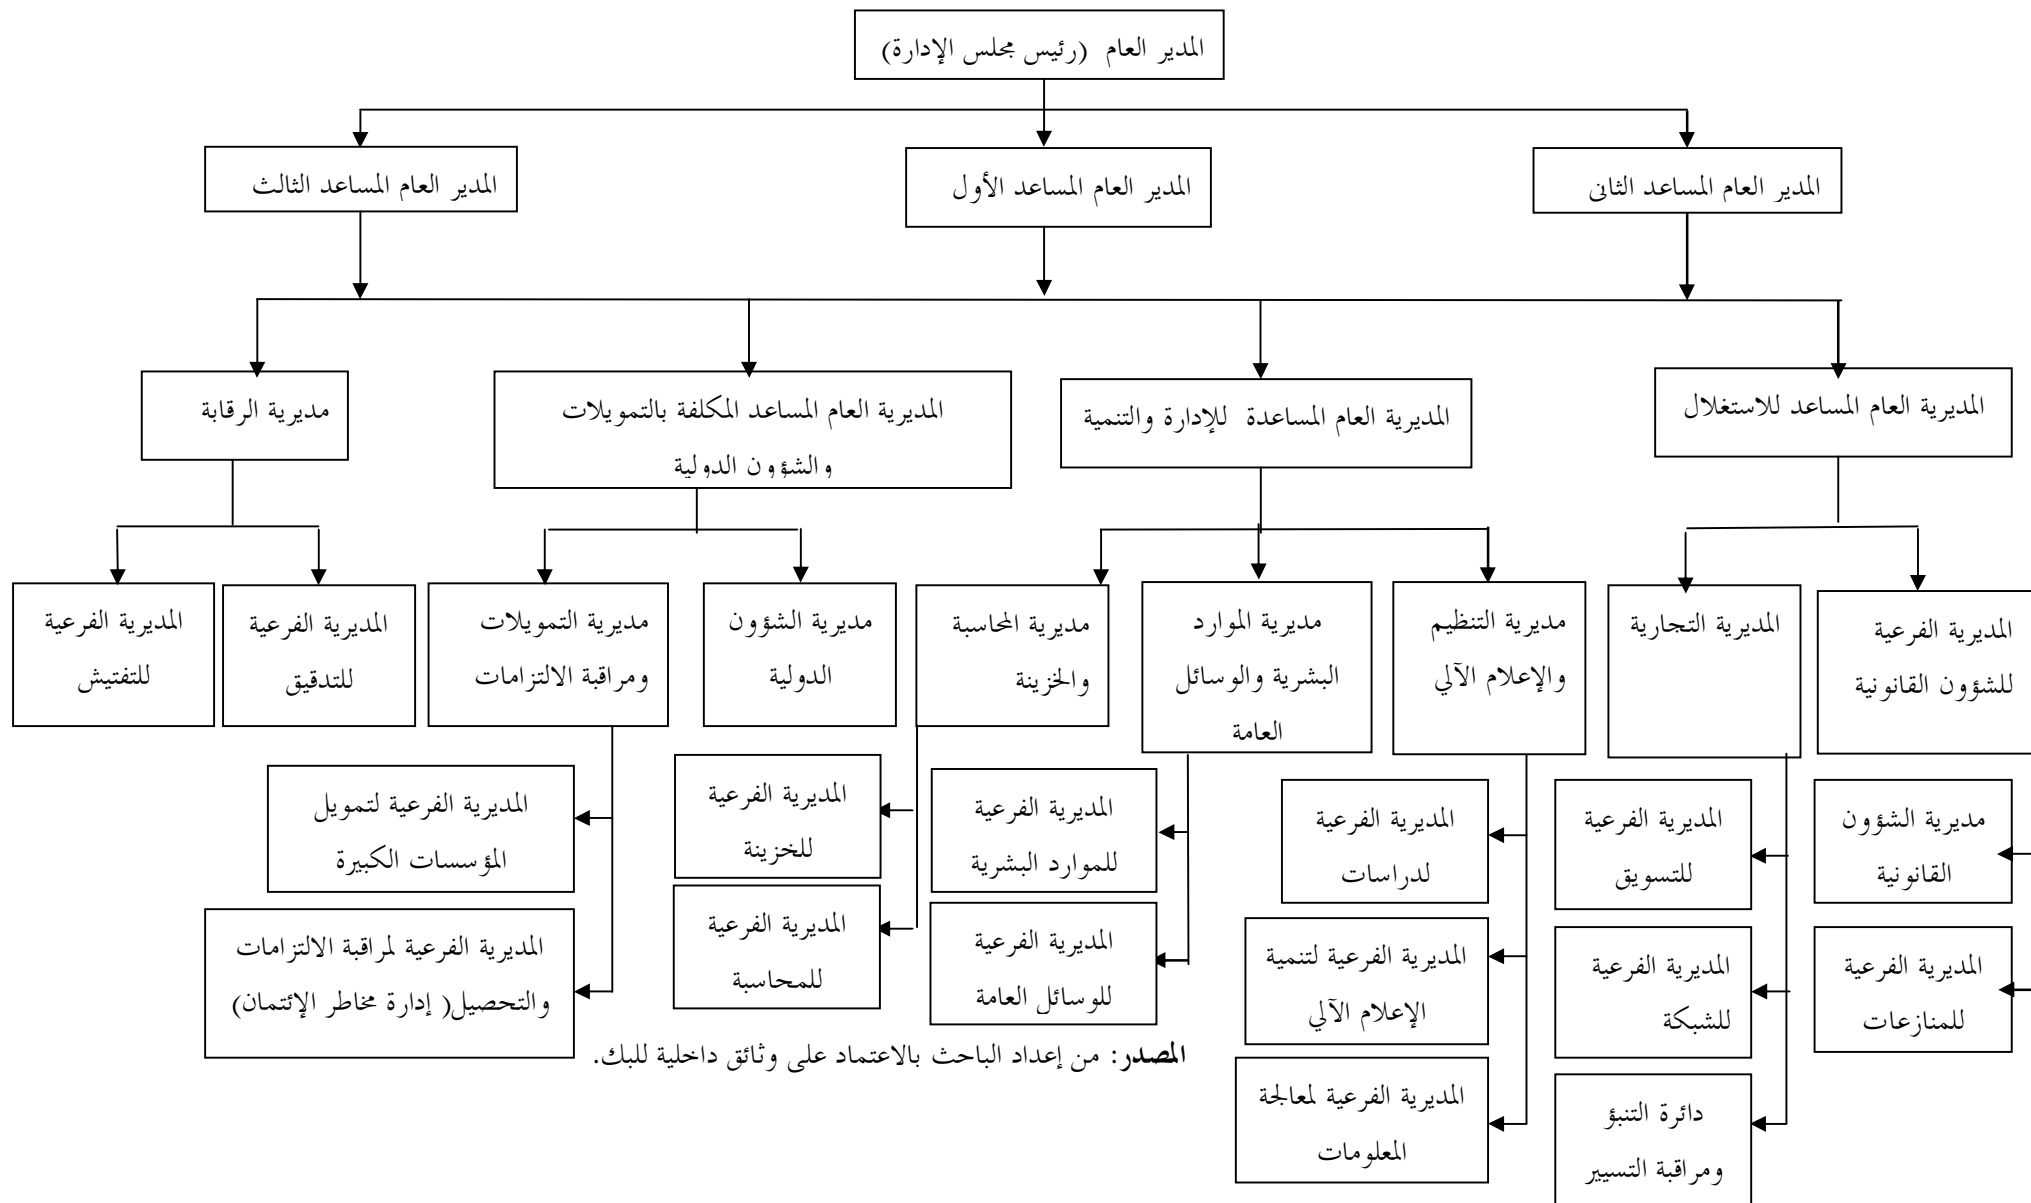 المدير العام (رئيس مجلس الإدارة)
المدير العام المساعد الثانى
المدير العام المساعد الأول
المدير العام المساعد الثالث
المديرية العام المساعد للاستغلال
المديرية العام المساعدة للإدارة والتنمية
المديرية العام المساعد المكلفة بالتمويلات
والشؤون الدولية
مديرية الرقابة
المديرية الفرعية
للشؤون القانونية
المديرية التجارية
مديرية التنظيم
والإعلام الآلي
مديرية الموارد
البشرية والوسائل
العامة
مديرية المحاسبة
والخزينة
مديرية الشؤون
الدولية
مديرية التمويلات
ومراقبة الالتزامات
المديرية الفرعية
للتدقيق
المديرية الفرعية
للتفتيش
مديرية الشؤون
القانونية
المديرية الفرعية
للتسويق
المديرية الفرعية
لدراسات
المديرية الفرعية
للموارد البشرية
المديرية الفرعية
للخزينة
المديرية الفرعية لتمويل
المؤسسات الكبيرة
المديرية الفرعية
للمنازعات
المديرية الفرعية
للشبكة
المديرية الفرعية لتنمية
الإعلام الآلي
المديرية الفرعية
للوسائل العامة
المديرية الفرعية
للمحاسبة
المديرية الفرعية لمراقبة الالتزامات
والتحصيل( إدارة مخاطر الإئتمان)
دائرة التنبؤ
ومراقبة التسيير
المديرية الفرعية لمعالجة
المعلومات
المصدر: من إعداد الباحث بالاعتماد على وثائق داخلية للبك.